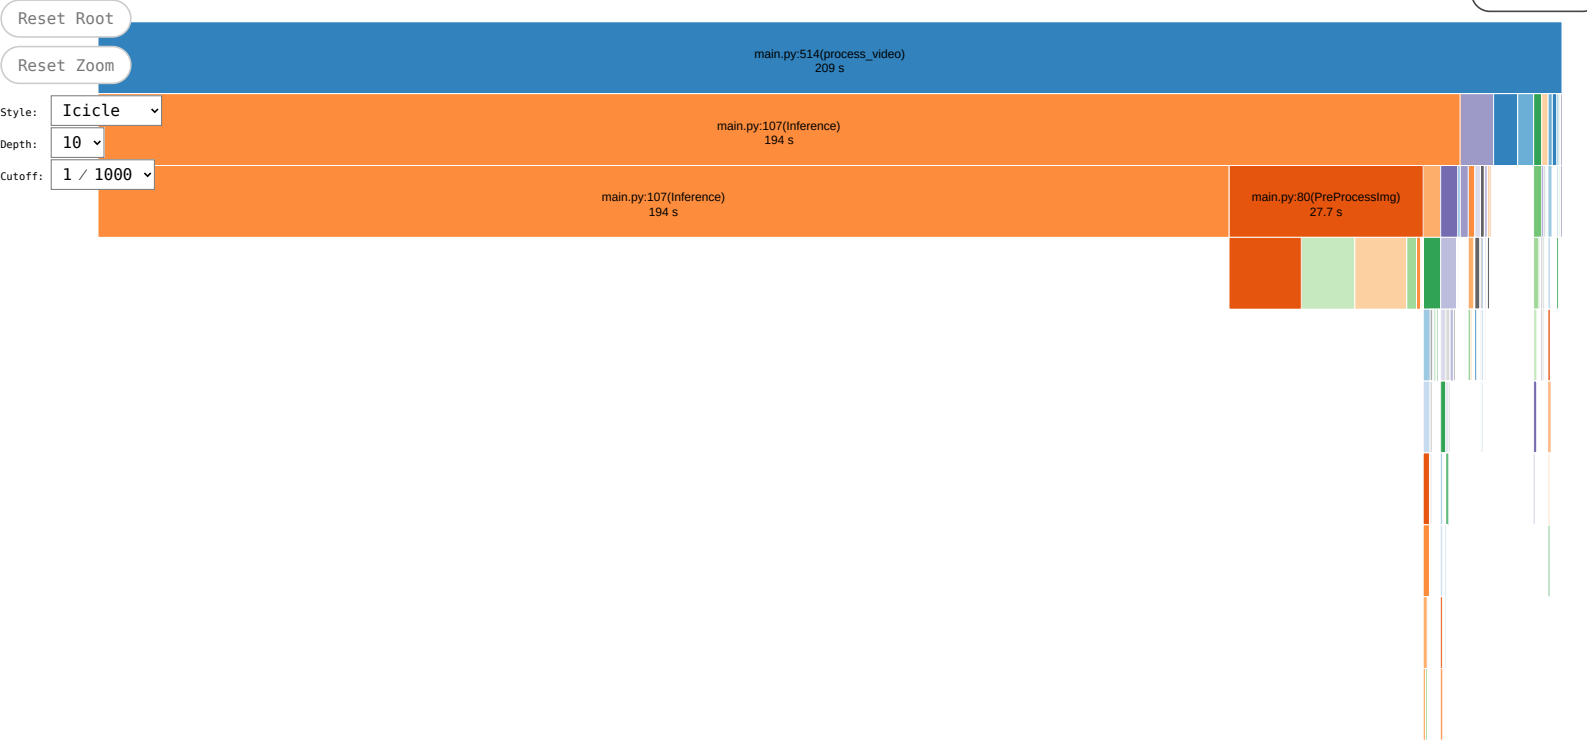 Reset Root
main.py:514(process_video)
209 s
Reset Zoom
Style: Icicle
main.py:107(Inference)
194 s
Depth: 10
Cutoff: 1 / 1000
main.py:107(Inference)
194 s
main.py:80(PreProcessImg)
27.7 s